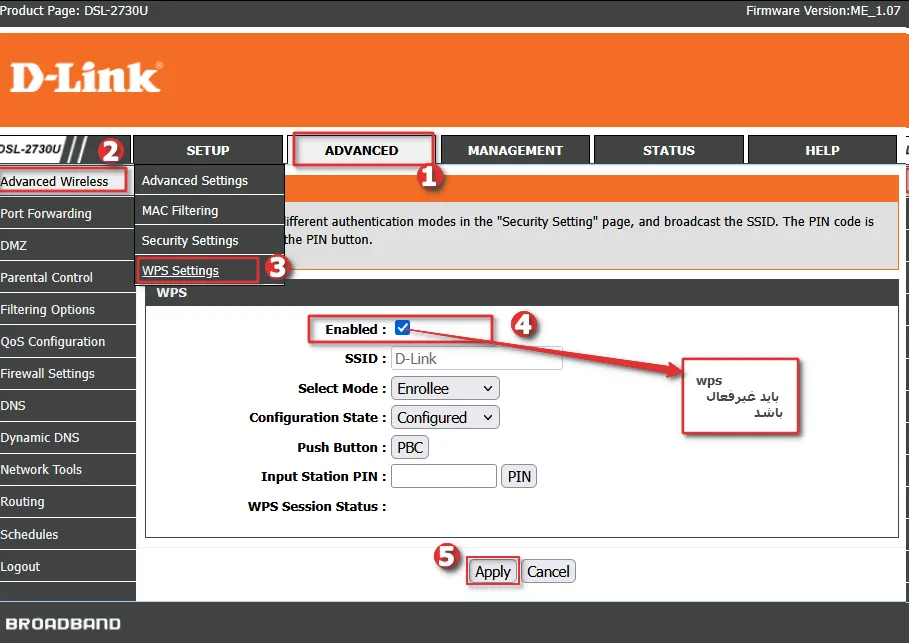 Product Page: DSL-2730U Firmware Version:ME_1.07
D-Link
DSL-2730U 2 SETUP ADVANCED MANAGEMENT STATUS HELP
1
Advanced Wireless
Port Forwarding
DMZ
Parental Control
Filtering Options
QoS Configuration
Firewall Settings
DNS
Dynamic DNS
Network Tools
Routing
Schedules
Logout
Advanced Settings
MAC Filtering
Security Settings
WPS Settings 3
different authentication modes in the "Security Setting" page, and broadcast the SSID. The PIN code is
the PIN button.
WPS
Enabled : 4
SSID : D-Link
Select Mode : Enrollee
Configuration State : Configured
Push Button : PBC
Input Station PIN : PIN
WPS Session Status :
wps
باید غیرفعال
باشد
5 Apply Cancel
BROADBAND